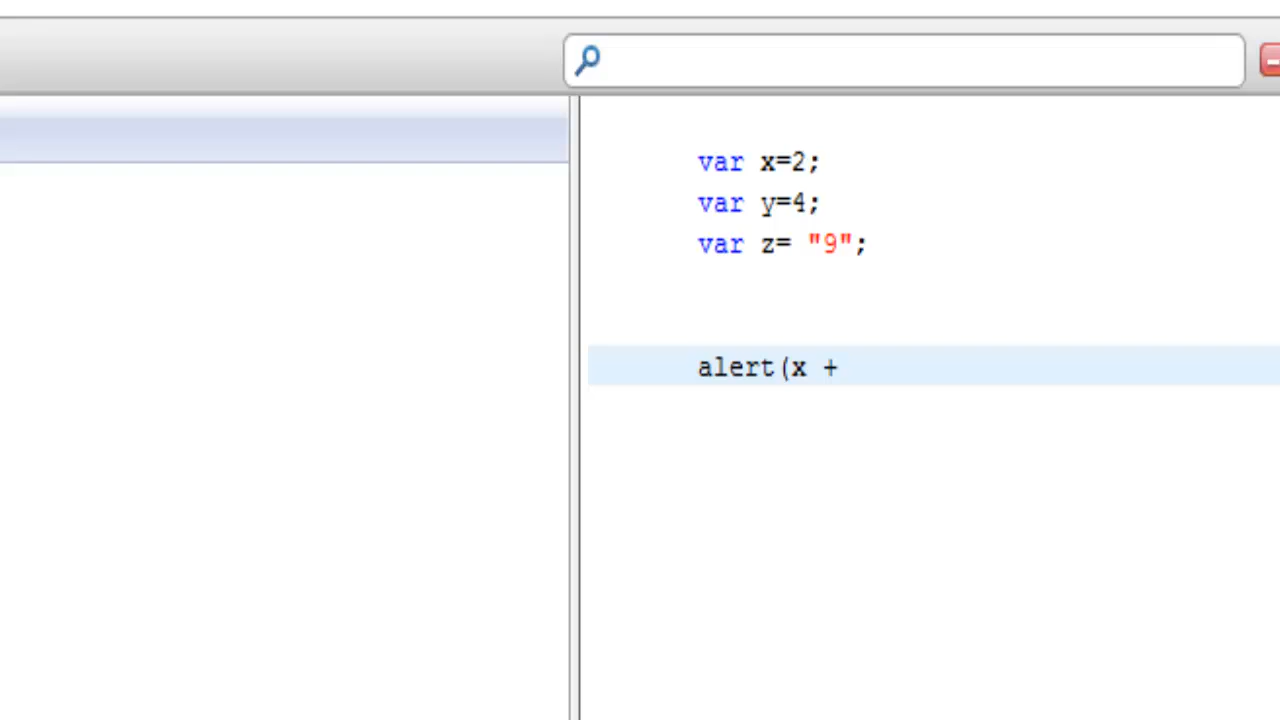 var x=2;
var y=4;
var z= "9";
alert(x +